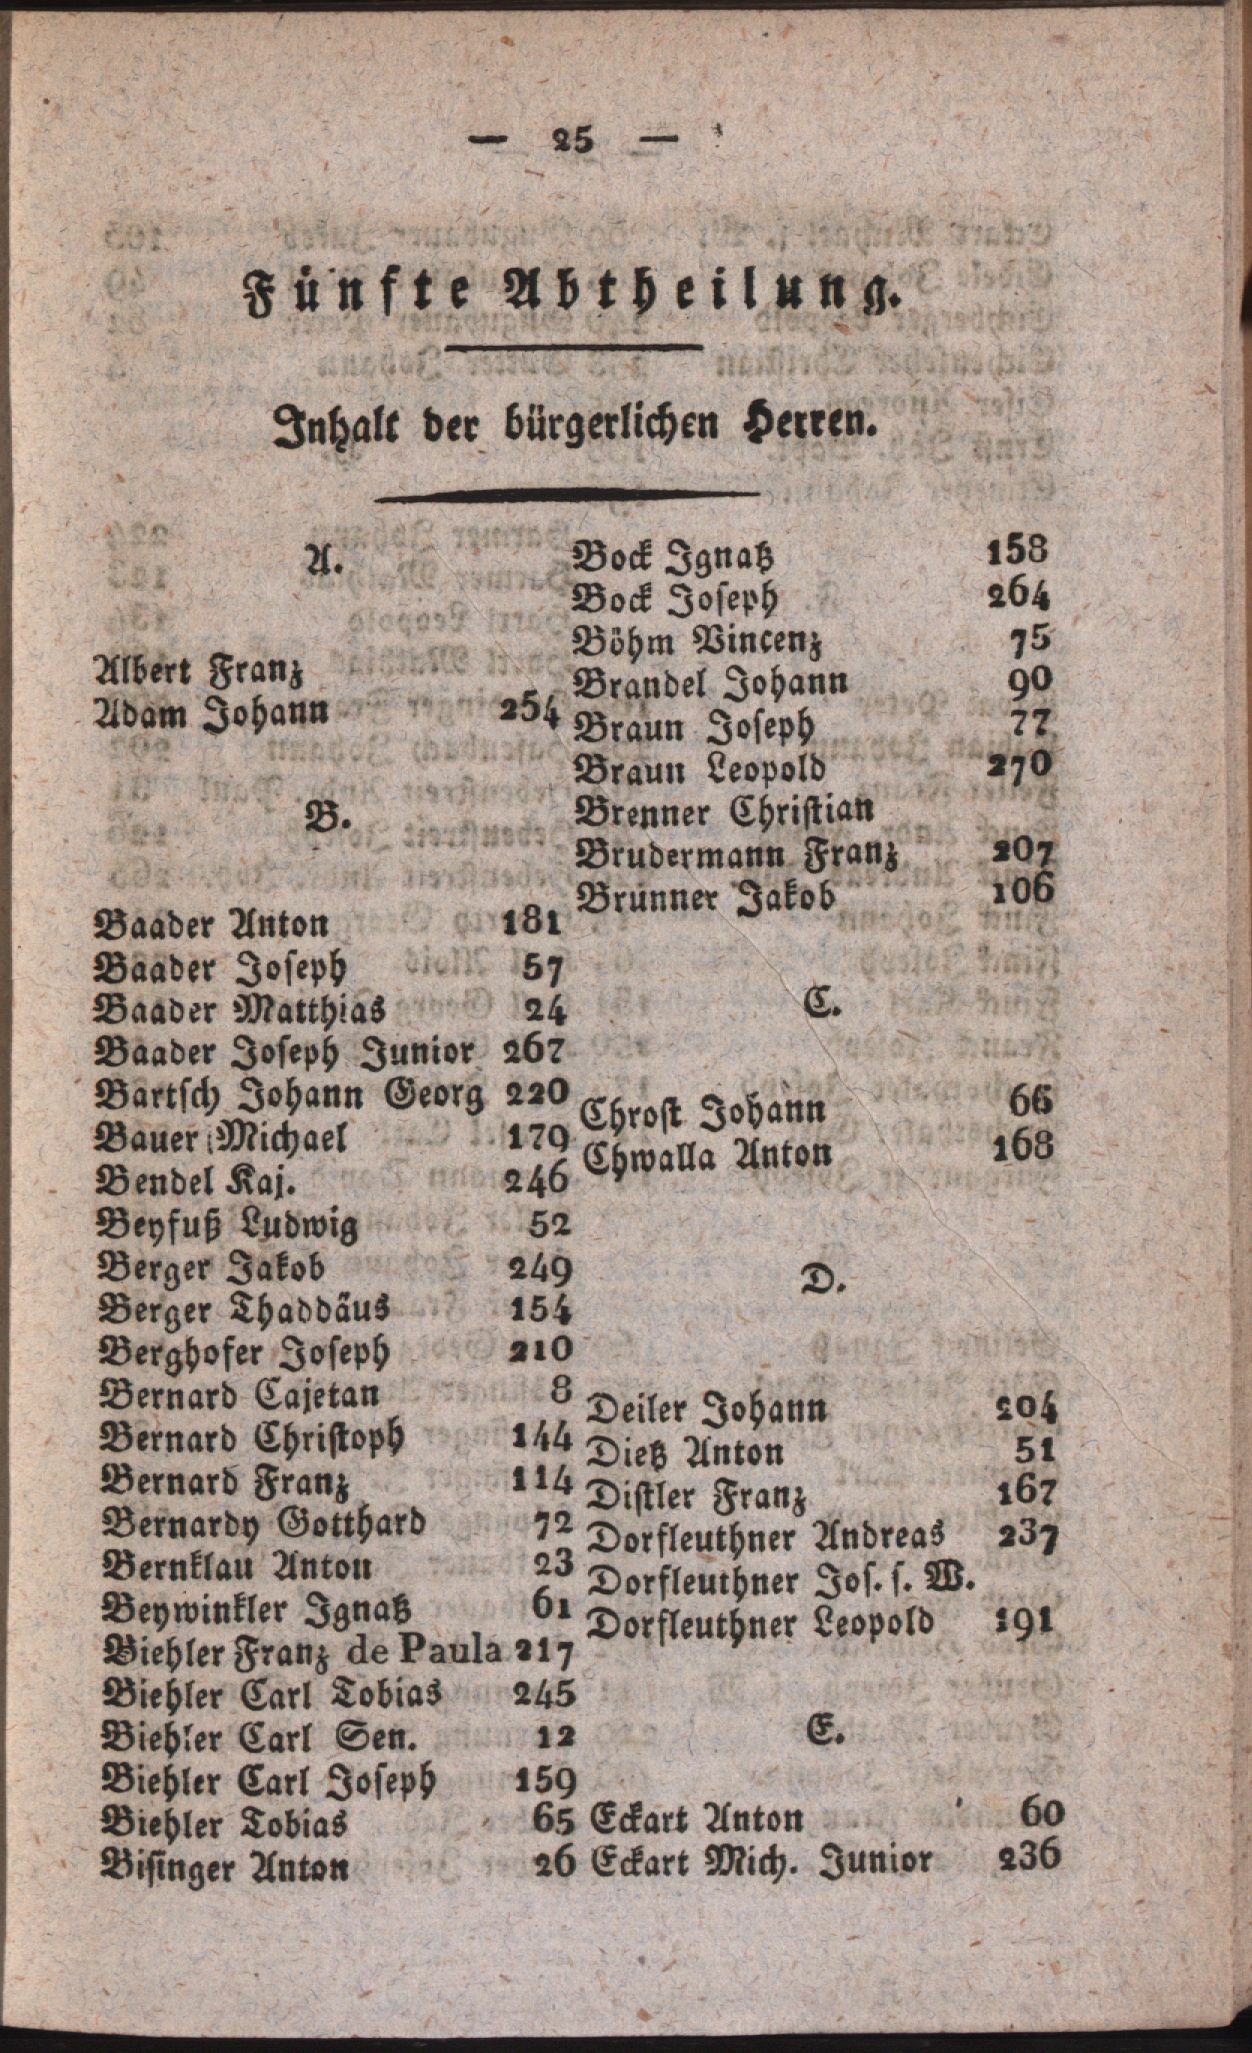 — 25 —
Fünfte Abtheilung.
Inhalt der bürgerlichen Herren.
A.
Albert Franz
Adam Johann 254
B.
Baader Anton 181
Baader Joseph 57
Baader Matthias 24
Baader Joseph Junior 267
Bartsch Johann Georg 220
Bauer Michael 179
Bendel Kaj. 246
Beyfuß Ludwig 52
Berger Jakob 249
Berger Thaddäus 154
Berghofer Joseph 210
Bernard Cajetan 8
Bernard Christoph 144
Bernard Franz 114
Bernardy Gotthard 72
Bernklau Anton 23
Beywinkler Ignatz 61
Biehler Franz de Paula 217
Biehler Carl Tobias 245
Biehler Carl Sen. 12
Biehler Carl Joseph 159
Biehler Tobias 65
Bisinger Anton 26
Bock Ignatz 158
Bock Joseph 264
Böhm Vincenz 75
Brandel Johann 90
Braun Joseph 77
Braun Leopold 270
Brenner Christian
Brudermann Franz 207
Brunner Jakob 106
C.
Chrost Johann 66
Chwalla Anton 168
D.
Deiler Johann 204
Dietz Anton 51
Distler Franz 167
Dorfleuthner Andreas 237
Dorfleuthner Jos. s. W.
Dorfleuthner Leopold 191
E.
Eckart Anton 60
Eckart Mich. Junior 236